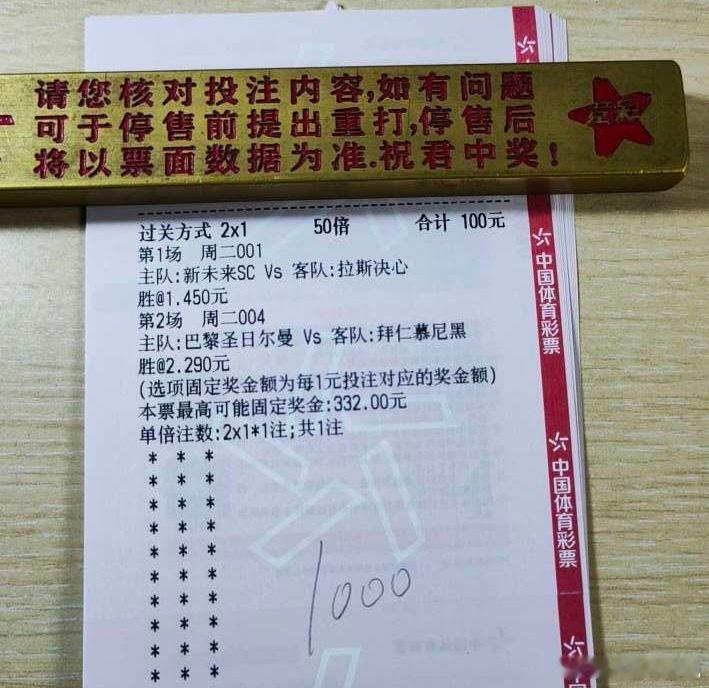 请您核对投注内容,如有问题
可于停售前提出重打,停售后
将以票面数据为准.祝君中奖!
过关方式 2x1 50倍 合计 100元
第1场 周二001
主队:新未来SC Vs 客队:拉斯决心
胜@1.450元
第2场 周二004
主队:巴黎圣日尔曼 Vs 客队:拜仁慕尼黑
胜@2.290元
(选项固定奖金额为每1元投注对应的奖金额)
本票最高可能固定奖金:332.00元
单倍注数:2x1*1注;共1注
* * *
* * *
* * *
* * *
* * *
* * *
* * *
* * *
* * *
* * *
1000
中国体育彩票
中国体育彩票